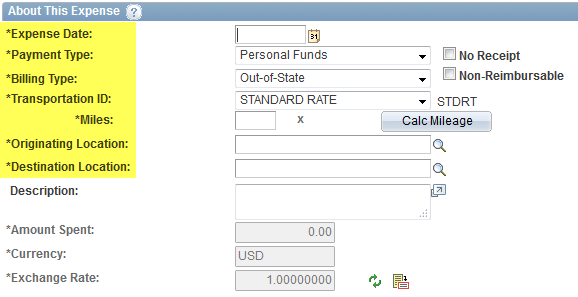 About This Expense ?
*Expense Date: 31
*Payment Type: Personal Funds No Receipt
*Billing Type: Out-of-State Non-Reimbursable
*Transportation ID: STANDARD RATE STDRT
*Miles: x Calc Mileage
*Originating Location:
*Destination Location:
Description:
*Amount Spent: 0.00
*Currency: USD
*Exchange Rate: 1.00000000